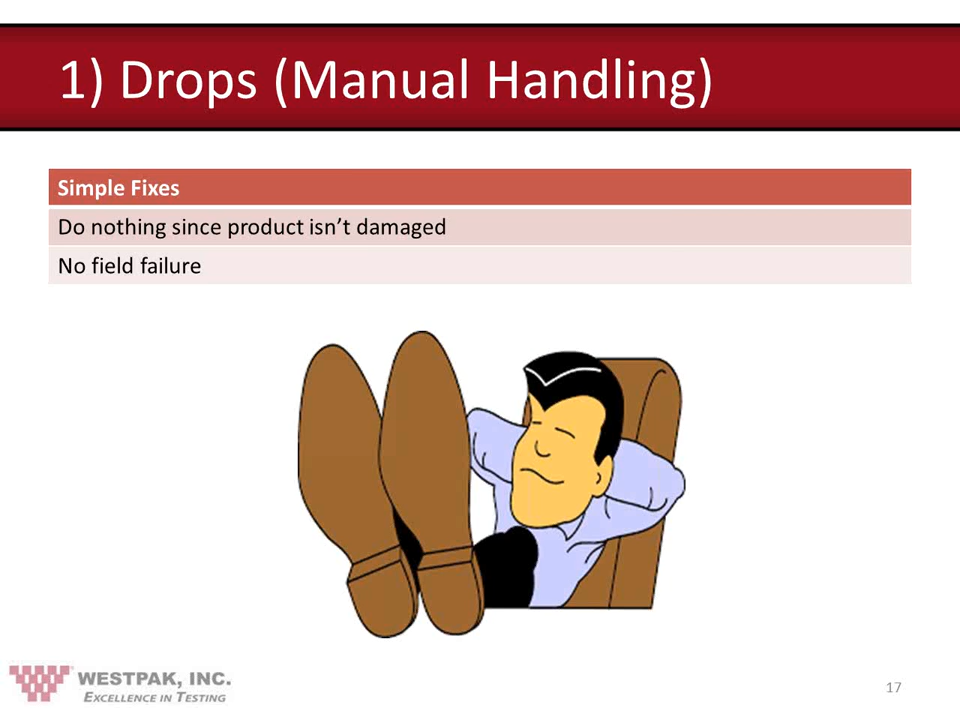 1) Drops (Manual Handling)
Simple Fixes
Do nothing since product isn’t damaged
No field failure
WESTPAK, INC.
EXCELLENCE IN TESTING
17